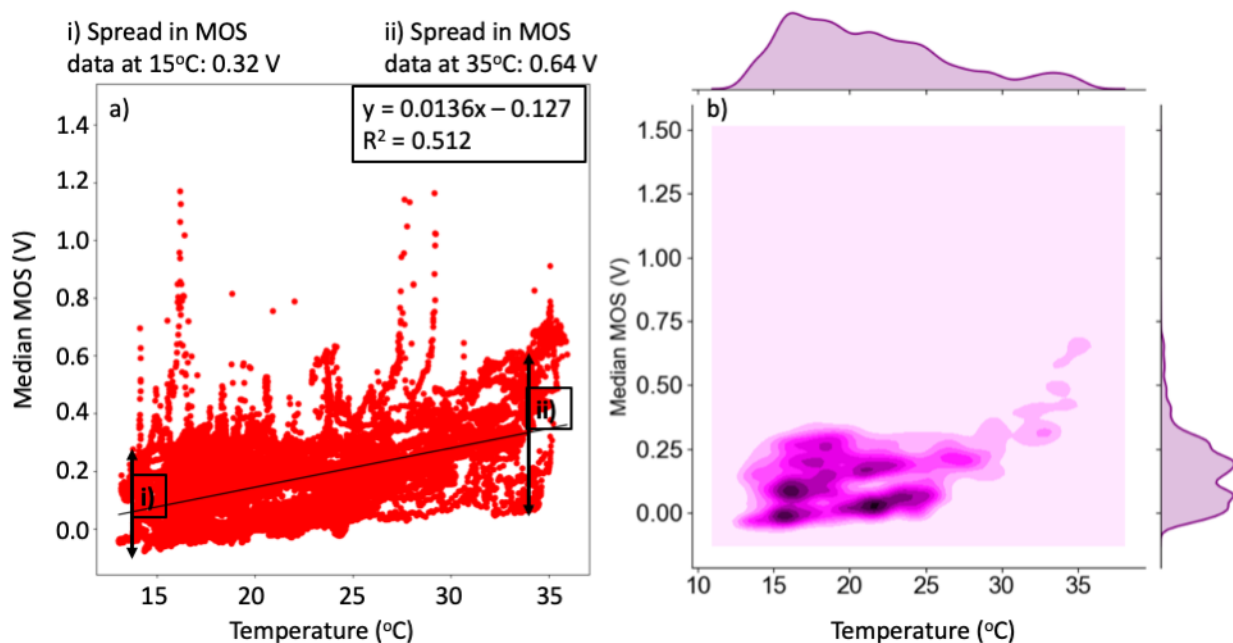 i) Spread in MOS
data at 15°C: 0.32 V
ii) Spread in MOS
data at 35°C: 0.64 V
a)
y = 0.0136x – 0.127
R² = 0.512
1.4
1.2
1.0
0.8
0.6
0.4
0.2
0.0
Median MOS (V)
i)
ii)
15
20
25
30
35
Temperature (°C)
b)
1.50
1.25
1.00
0.75
0.50
0.25
0.00
Median MOS (V)
10
15
20
25
30
35
Temperature (°C)